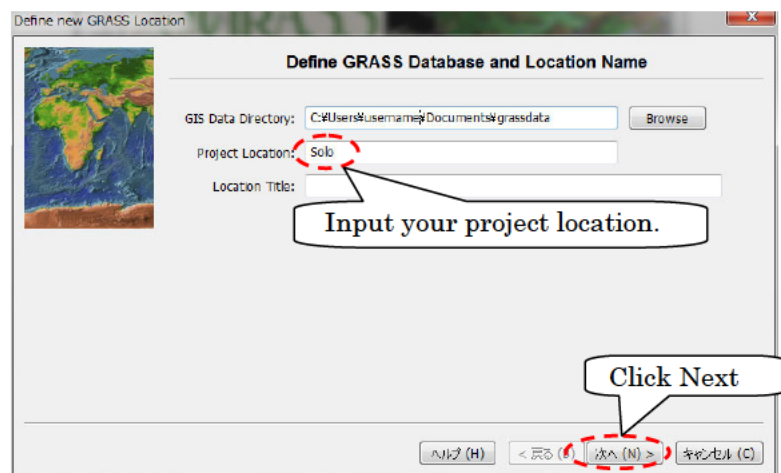 Define new GRASS Location
Define GRASS Database and Location Name
GIS Data Directory: C:¥Users¥username¥Documents¥grassdata Browse
Project Location: Solo
Location Title:
Input your project location.
Click Next
ヘルプ (H) < 戻る ( 次へ (N) > キャンセル (C)